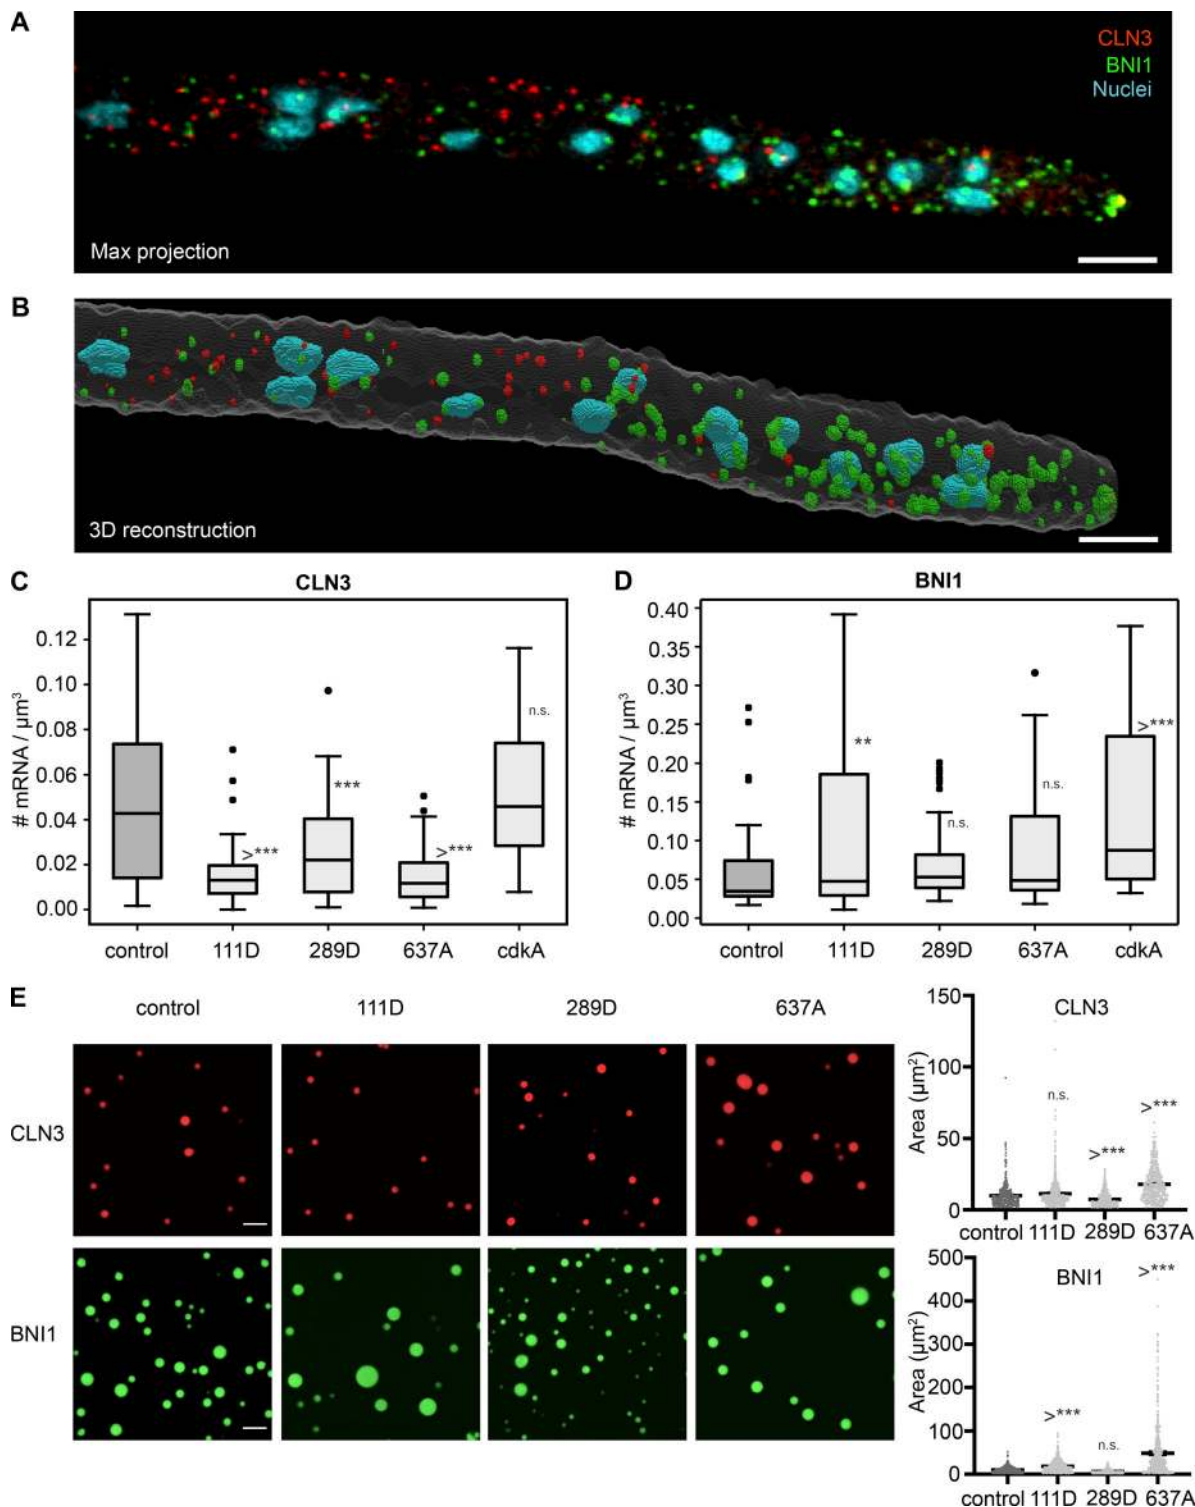 A
CLN3
BNI1
Nuclei
Max projection
B
3D reconstruction
C
CLN3
# mRNA / µm³
0.12
0.10
0.08
0.06
0.04
0.02
0.00
>***
***
>***
n.s.
control
111D
289D
637A
cdkA
D
BNI1
# mRNA / µm³
0.40
0.35
0.30
0.25
0.20
0.15
0.10
0.05
0.00
**
n.s.
n.s.
>***
control
111D
289D
637A
cdkA
E
control
111D
289D
637A
CLN3
BNI1
CLN3
Area (µm²)
150
100
50
0
n.s.
>***
>***
control
111D
289D
637A
BNI1
Area (µm²)
500
400
300
200
100
0
>***
n.s.
>***
control
111D
289D
637A